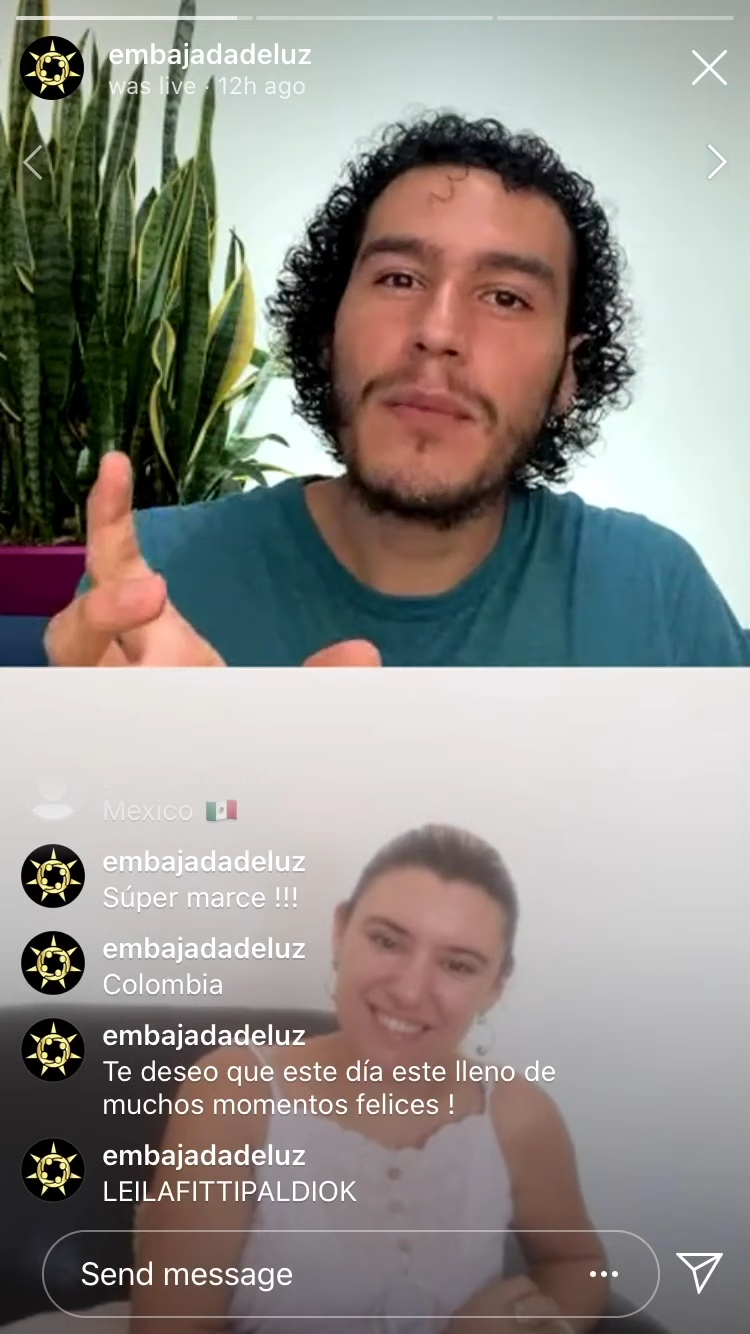 embajadadeluz
was live · 12h ago
Mexico 🇲🇽
embajadadeluz
Súper marce !!!
embajadadeluz
Colombia
embajadadeluz
Te deseo que este día este lleno de
muchos momentos felices !
embajadadeluz
LEILAFITTIPALDIOK
Send message